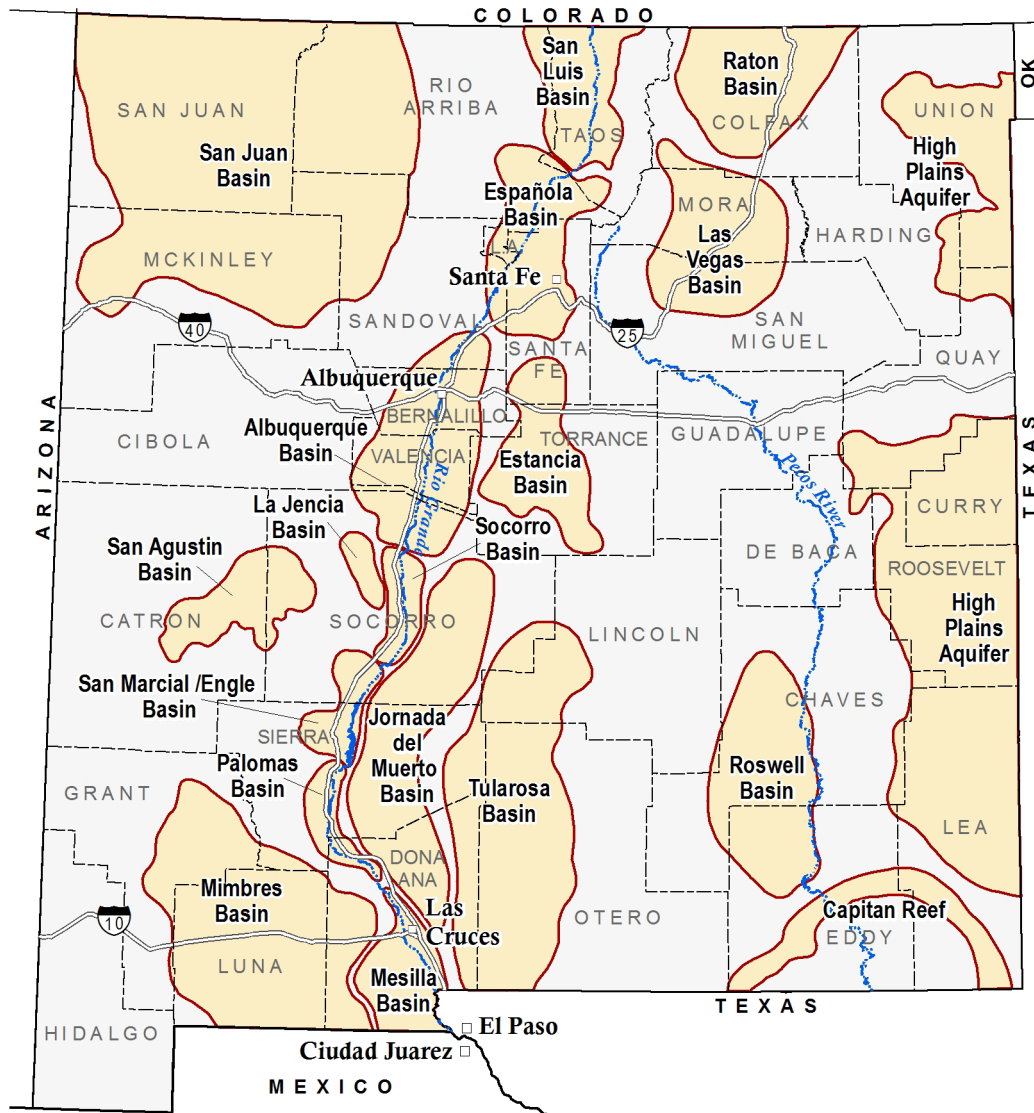 COLORADO
OK
SAN JUAN
RIO
ARRIBA
San
Luis
Basin
TAOS
Raton
Basin
COLFAX
UNION
San Juan
Basin
High
Plains
Aquifer
Española
Basin
MORA
HARDING
LA
Las
Vegas
Basin
MCKINLEY
Santa Fe
40
SANDOVAL
25
SAN
MIGUEL
SANTA
FE
QUAY
ARIZONA
Albuquerque
BERNALILLO
CIBOLA
Albuquerque
Basin
VALENCIA
TORRANCE
GUADALUPE
TEXAS
Estancia
Basin
Rio Grande
Pecos River
CURRY
La Jencia
Basin
Socorro
Basin
San Agustin
Basin
DE BACA
ROOSEVELT
CATRON
SOCORRO
LINCOLN
High
Plains
Aquifer
San Marcial /Engle
Basin
CHAVES
SIERRA
Jornada
del
Muerto
Basin
Palomas
Basin
GRANT
Tularosa
Basin
Roswell
Basin
LEA
DONA
ANA
Mimbres
Basin
10
Las
Cruces
OTERO
Capitan Reef
EDDY
LUNA
Mesilla
Basin
TEXAS
HIDALGO
El Paso
Ciudad Juarez
MEXICO